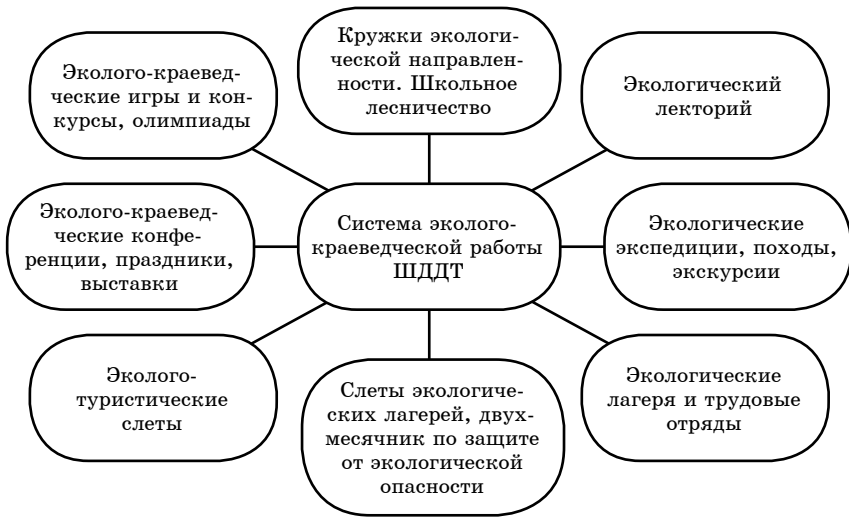 Эколого-краевед-
ческие игры и кон-
курсы, олимпиады
Кружки экологи-
ческой направлен-
ности. Школьное
лесничество
Экологический
лекторий
Эколого-краевед-
ческие конфе-
ренции, праздники,
выставки
Система эколого-
краеведческой работы
ШДДТ
Экологические
экспедиции, походы,
экскурсии
Эколого-
туристические
слеты
Слеты экологиче-
ских лагерей, двух-
месячник по защите
от экологической
опасности
Экологические
лагеря и трудовые
отряды